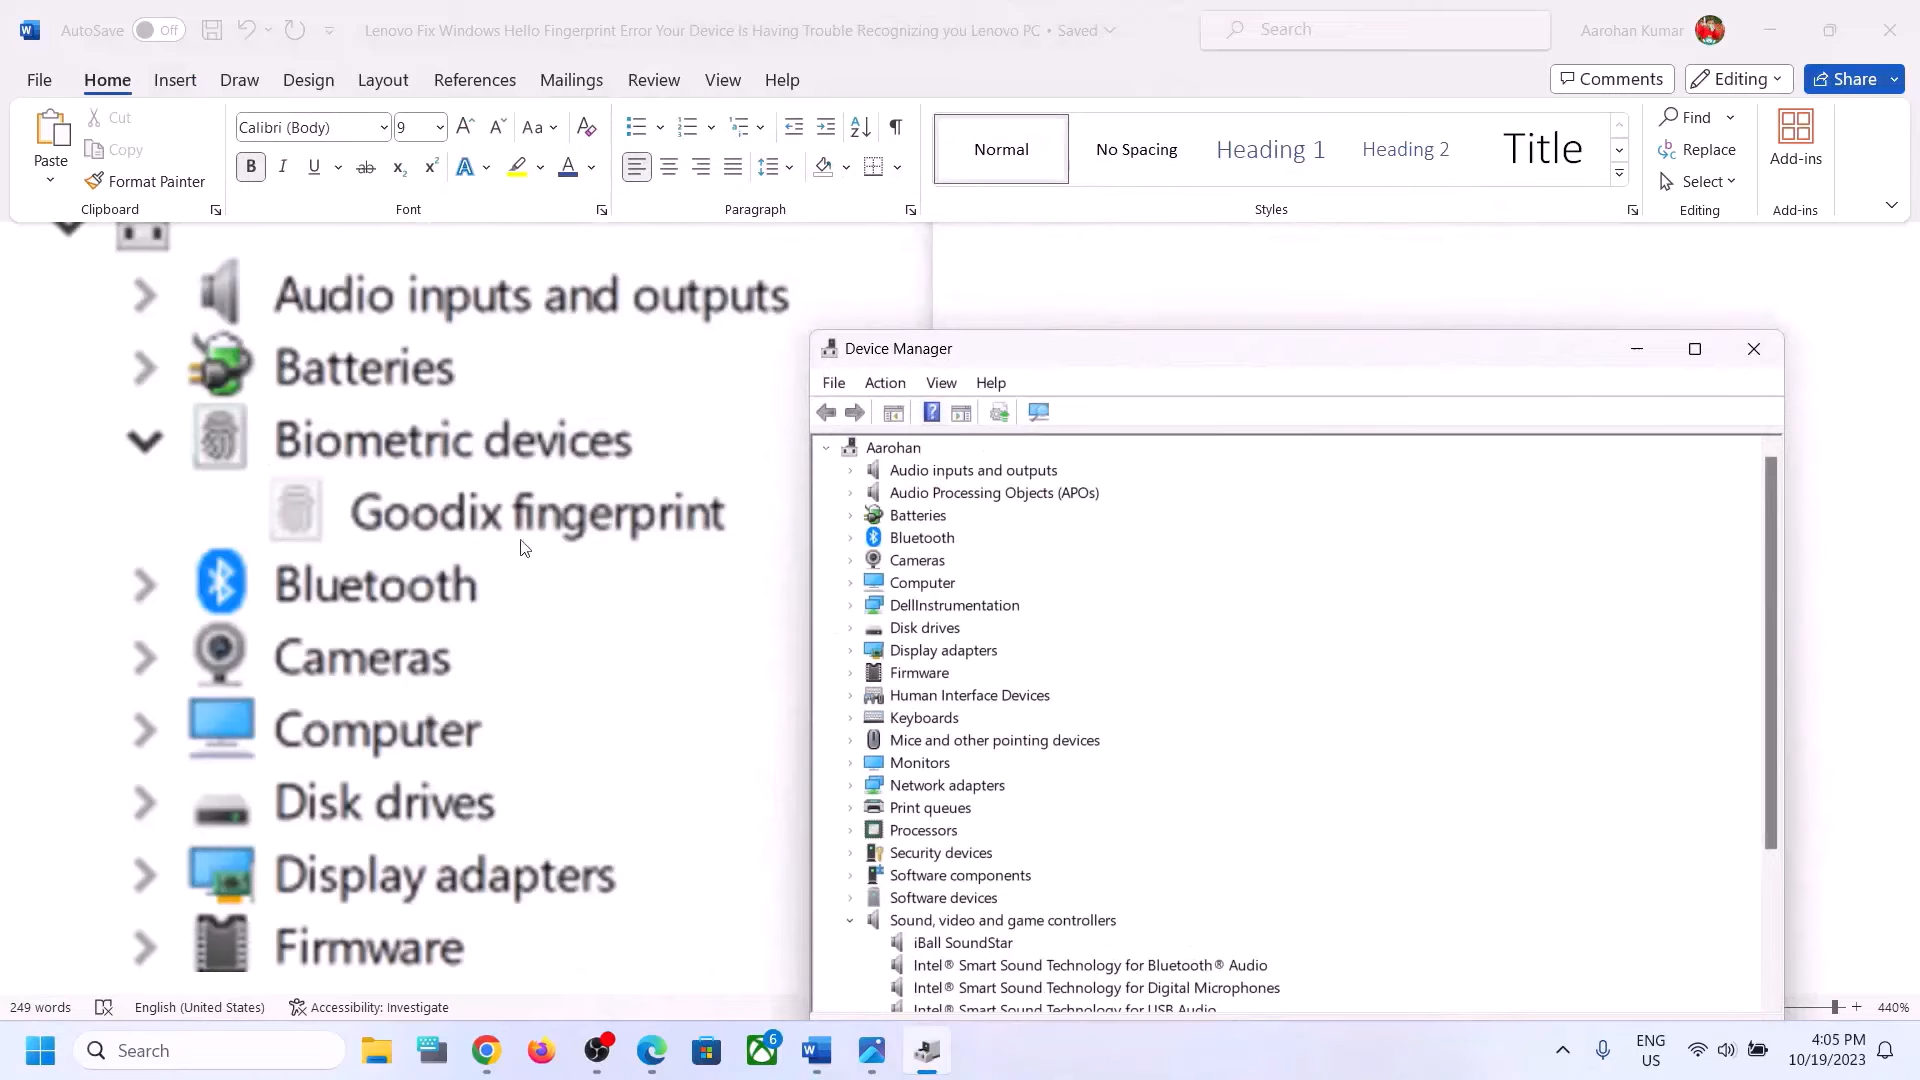 AutoSave Off
Lenovo Fix Windows Hello Fingerprint Error Your Device Is Having Trouble Recognizing you Lenovo PC • Saved
Search
Aarohan Kumar
File Home Insert Draw Design Layout References Mailings Review View Help
Comments Editing Share
Paste
Cut
Copy
Format Painter
Clipboard
Calibri (Body) 9
Font
Paragraph
Normal
No Spacing
Heading 1
Heading 2
Title
Styles
Find
Replace
Select
Editing
Add-ins
Add-ins
Audio inputs and outputs
Batteries
Biometric devices
Goodix fingerprint
Bluetooth
Cameras
Computer
Disk drives
Display adapters
Firmware
Device Manager
File Action View Help
Aarohan
Audio inputs and outputs
Audio Processing Objects (APOs)
Batteries
Bluetooth
Cameras
Computer
DellInstrumentation
Disk drives
Display adapters
Firmware
Human Interface Devices
Keyboards
Mice and other pointing devices
Monitors
Network adapters
Print queues
Processors
Security devices
Software components
Software devices
Sound, video and game controllers
iBall SoundStar
Intel® Smart Sound Technology for Bluetooth® Audio
Intel® Smart Sound Technology for Digital Microphones
Intel® Smart Sound Technology for USB Audio
249 words English (United States) Accessibility: Investigate
440%
Search
6
ENG
US
4:05 PM
10/19/2023